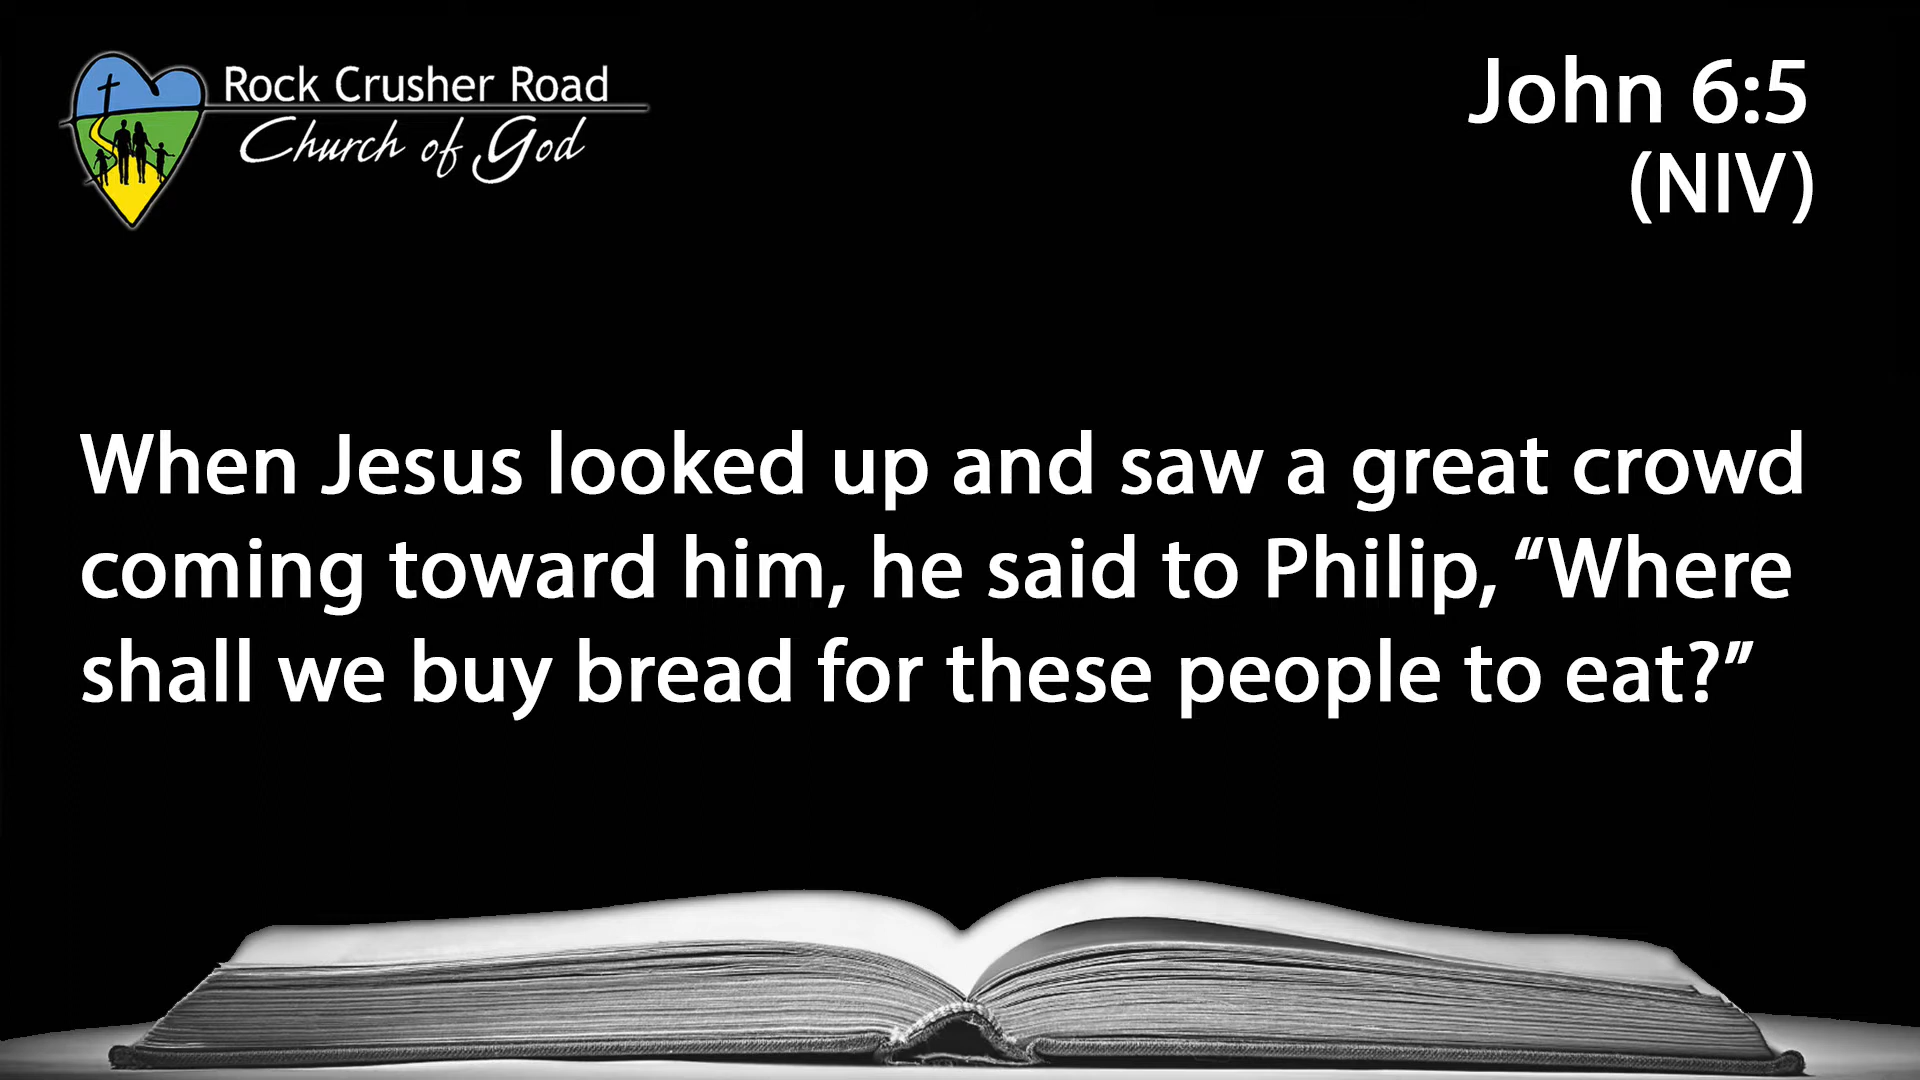 Rock Crusher Road
Church of God
John 6:5
(NIV)
When Jesus looked up and saw a great crowd
coming toward him, he said to Philip, “Where
shall we buy bread for these people to eat?”